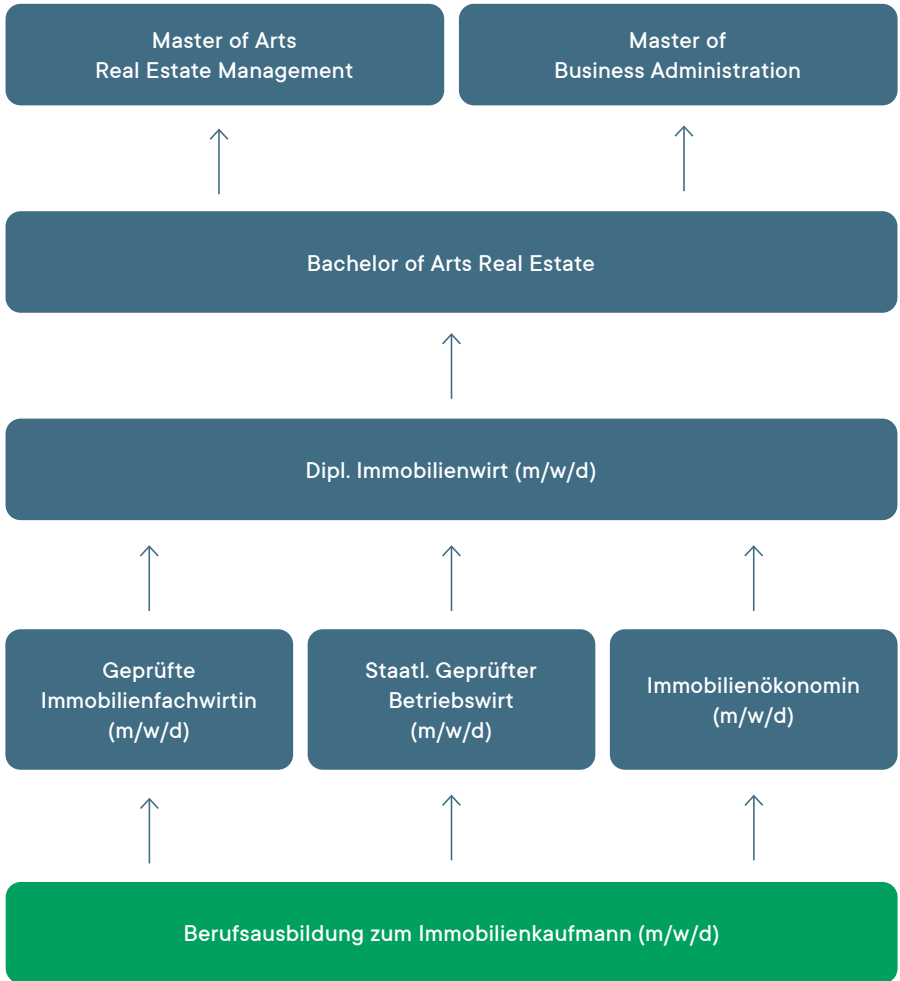 Master of Arts
Real Estate Management
Master of
Business Administration
Bachelor of Arts Real Estate
Dipl. Immobilienwirt (m/w/d)
Geprüfte
Immobilienfachwirtin
(m/w/d)
Staatl. Geprüfter
Betriebswirt
(m/w/d)
Immobilienökonomin
(m/w/d)
Berufsausbildung zum Immobilienkaufmann (m/w/d)